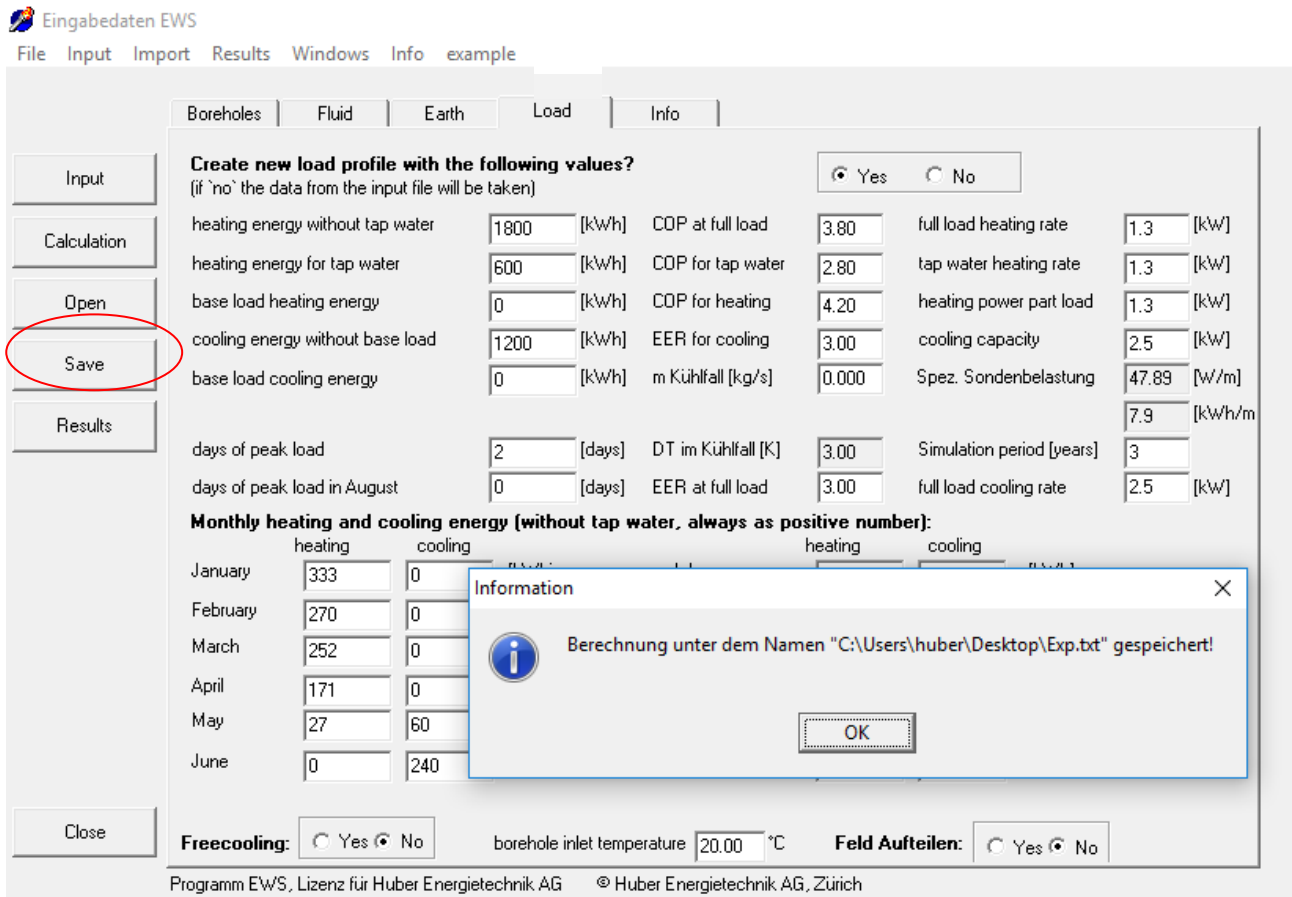 Eingabedaten EWS
File Input Import Results Windows Info example
Boreholes Fluid Earth Load Info
Input
Calculation
Open
Save
Results
Close
Create new load profile with the following values? Yes No
(if `no` the data from the input file will be taken)
heating energy without tap water 1800 [kWh] COP at full load 3.80 full load heating rate 1.3 [kW]
heating energy for tap water 600 [kWh] COP for tap water 2.80 tap water heating rate 1.3 [kW]
base load heating energy 0 [kWh] COP for heating 4.20 heating power part load 1.3 [kW]
cooling energy without base load 1200 [kWh] EER for cooling 3.00 cooling capacity 2.5 [kW]
base load cooling energy 0 [kWh] m Kühlfall [kg/s] 0.000 Spez. Sondenbelastung 47.89 [W/m]
7.9 [kWh/m
days of peak load 2 [days] DT im Kühlfall [K] 3.00 Simulation period [years] 3
days of peak load in August 0 [days] EER at full load 3.00 full load cooling rate 2.5 [kW]
Monthly heating and cooling energy (without tap water, always as positive number):
heating cooling heating cooling
January 333 0
February 270 0
March 252 0
April 171 0
May 27 60
June 0 240
Information
Berechnung unter dem Namen "C:\Users\huber\Desktop\Exp.txt" gespeichert!
OK
Freecooling: Yes No borehole inlet temperature 20.00 °C Feld Aufteilen: Yes No
Programm EWS, Lizenz für Huber Energietechnik AG © Huber Energietechnik AG, Zürich